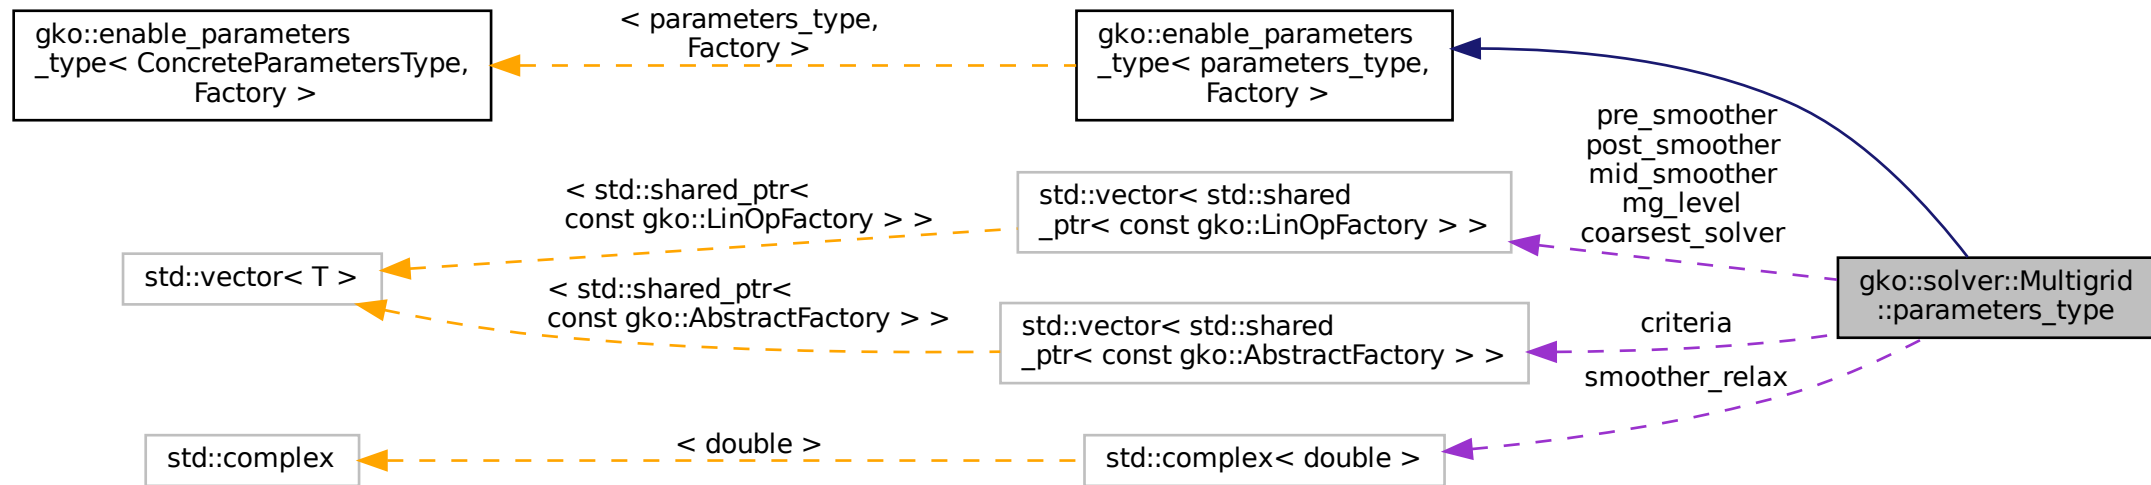 gko::enable_parameters
_type< ConcreteParametersType,
Factory >
< parameters_type,
Factory >
gko::enable_parameters
_type< parameters_type,
Factory >
pre_smoother
post_smoother
mid_smoother
mg_level
coarsest_solver
< std::shared_ptr<
const gko::LinOpFactory > >
std::vector< std::shared
_ptr< const gko::LinOpFactory > >
std::vector< T >
gko::solver::Multigrid
::parameters_type
< std::shared_ptr<
const gko::AbstractFactory > >
std::vector< std::shared
_ptr< const gko::AbstractFactory > >
criteria
smoother_relax
std::complex
< double >
std::complex< double >